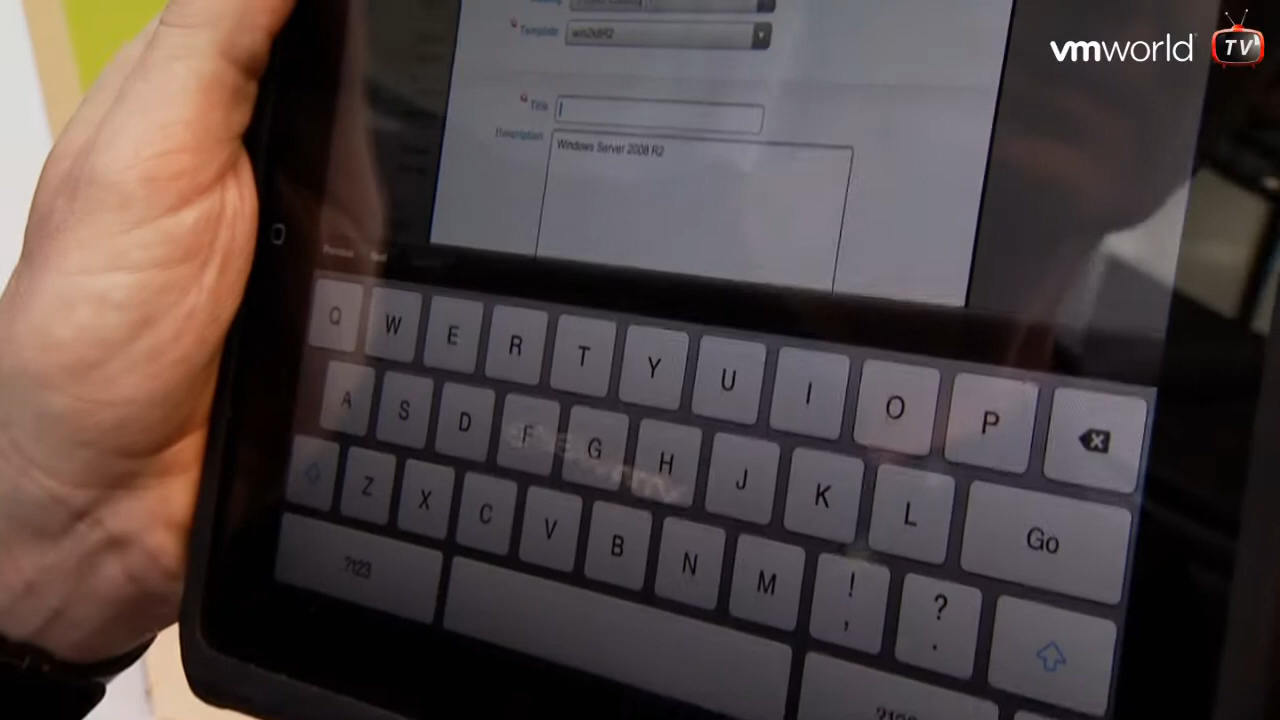 vmworld TV
Template win2k8R2
Title
Description Windows Server 2008 R2
Q W E R T Y U I O P
A S D F G H J K L Go
Z X C V B N M ! , ? .
.?123